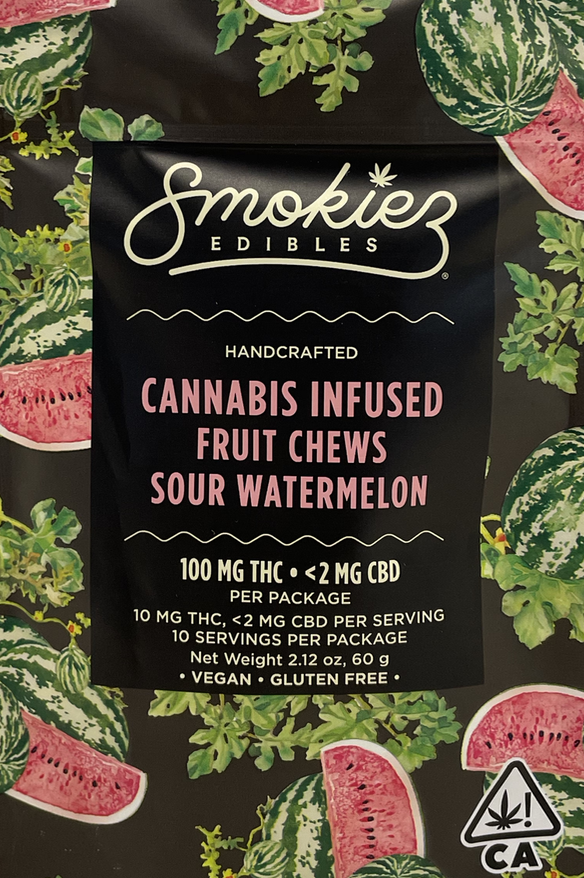 Smokiez
EDIBLES
®
HANDCRAFTED
CANNABIS INFUSED
FRUIT CHEWS
SOUR WATERMELON
100 MG THC • <2 MG CBD
PER PACKAGE
10 MG THC, <2 MG CBD PER SERVING
10 SERVINGS PER PACKAGE
Net Weight 2.12 oz, 60 g
• VEGAN • GLUTEN FREE •
!
CA